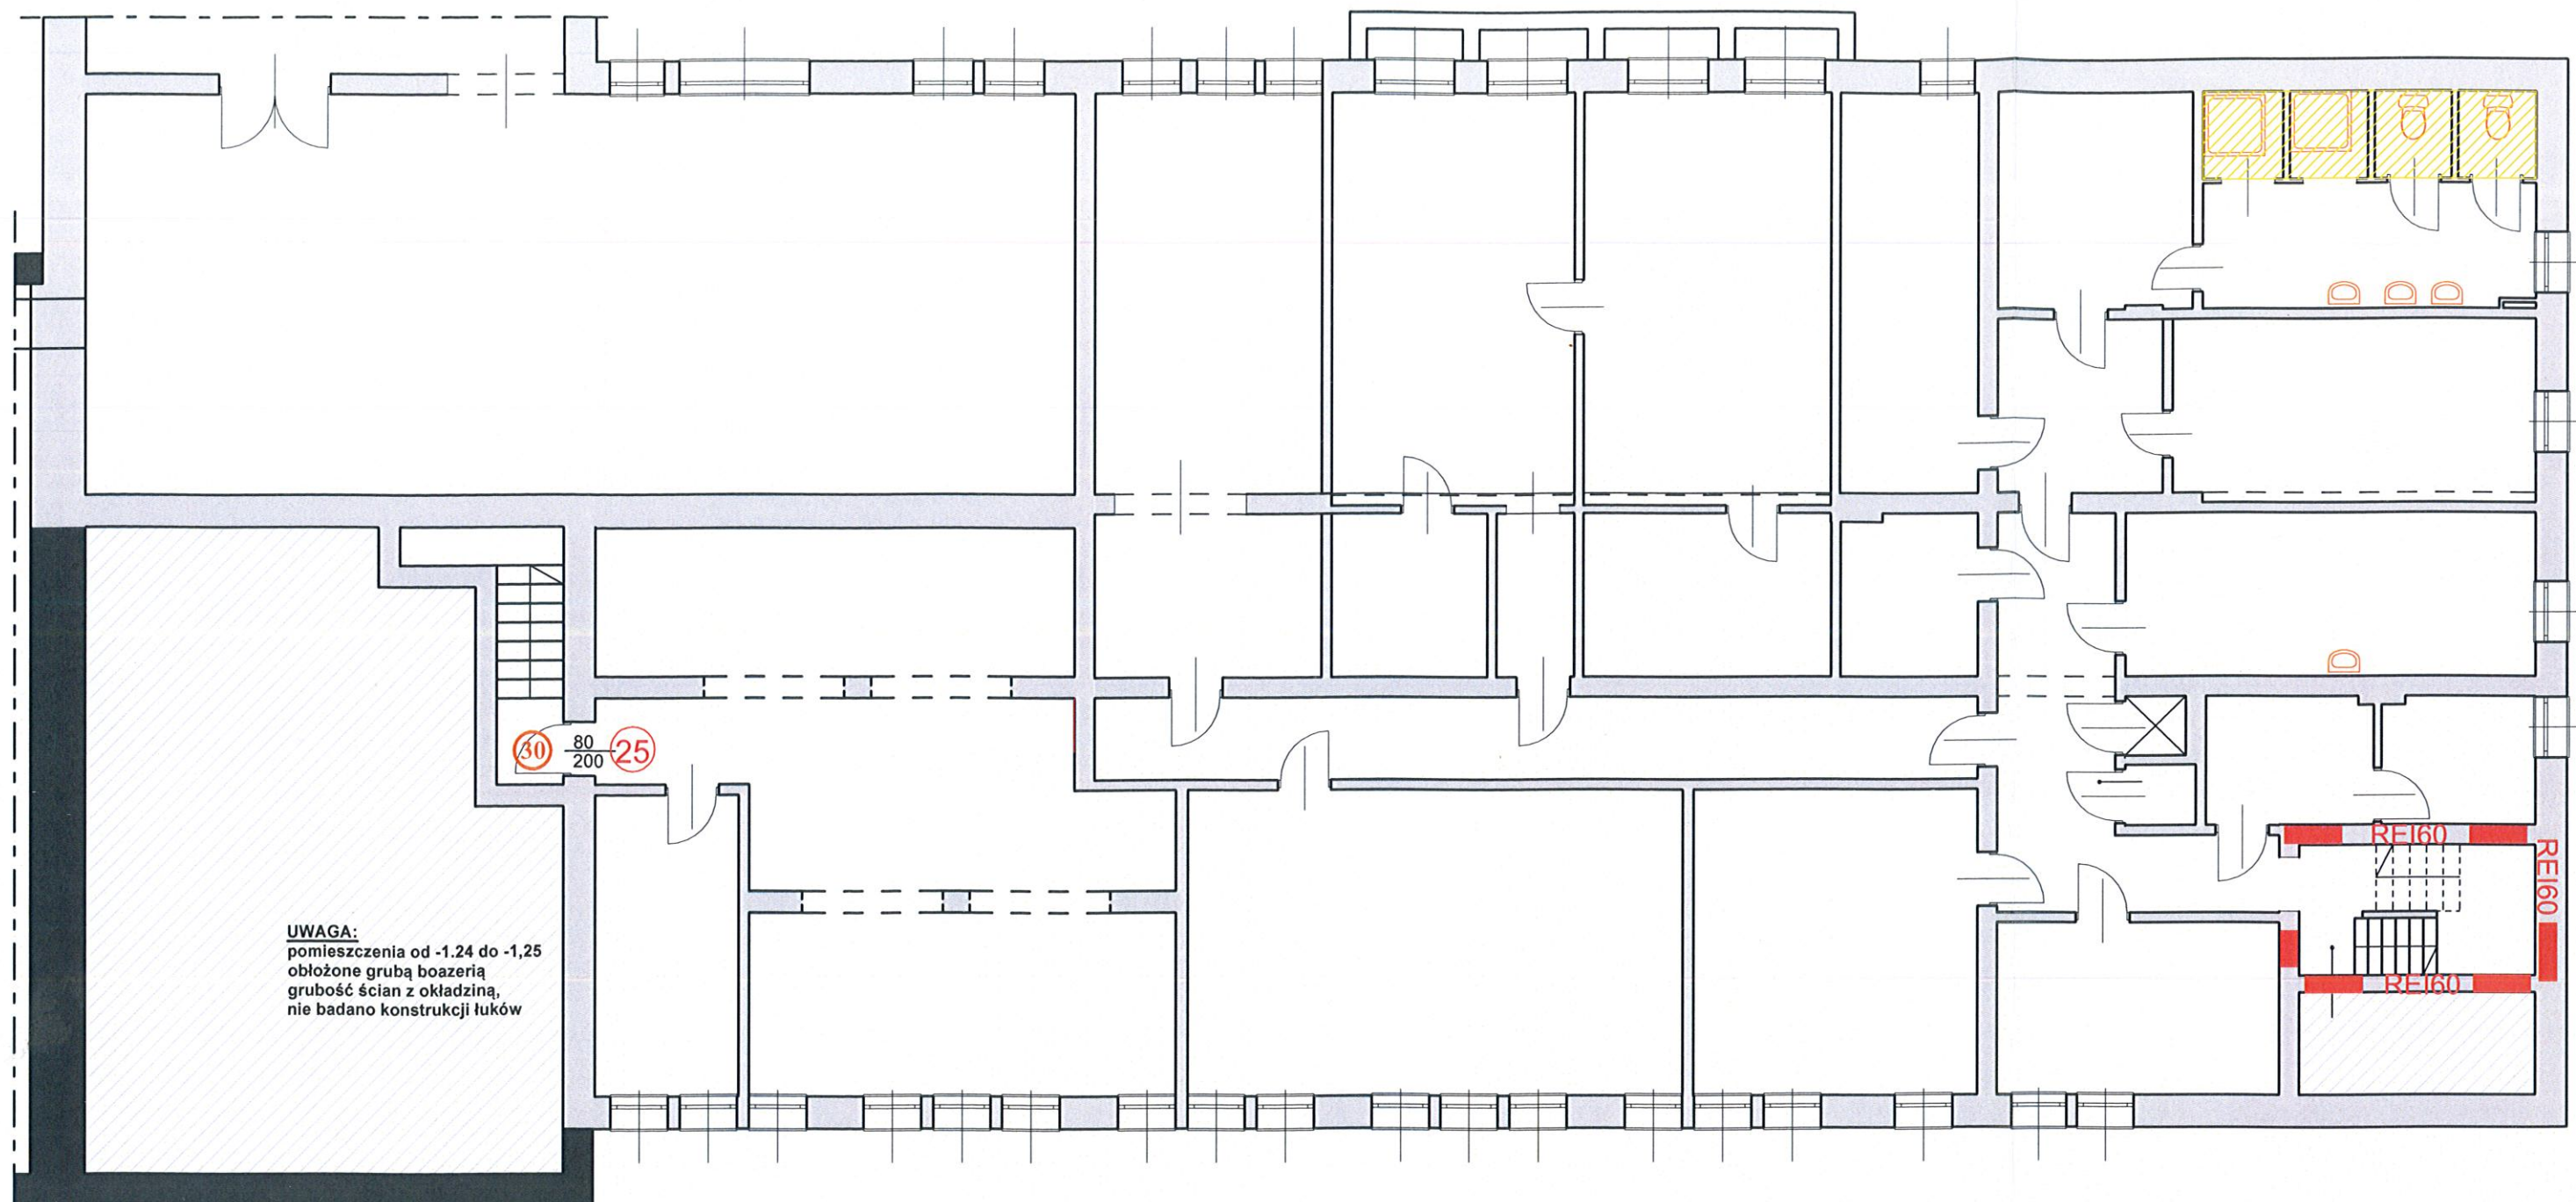 30
80
200
25
UWAGA:
pomieszczenia od -1.24 do -1,25
obłożone grubą boazerią
grubość ścian z okładziną,
nie badano konstrukcji łuków
REI60
REI60
REI60